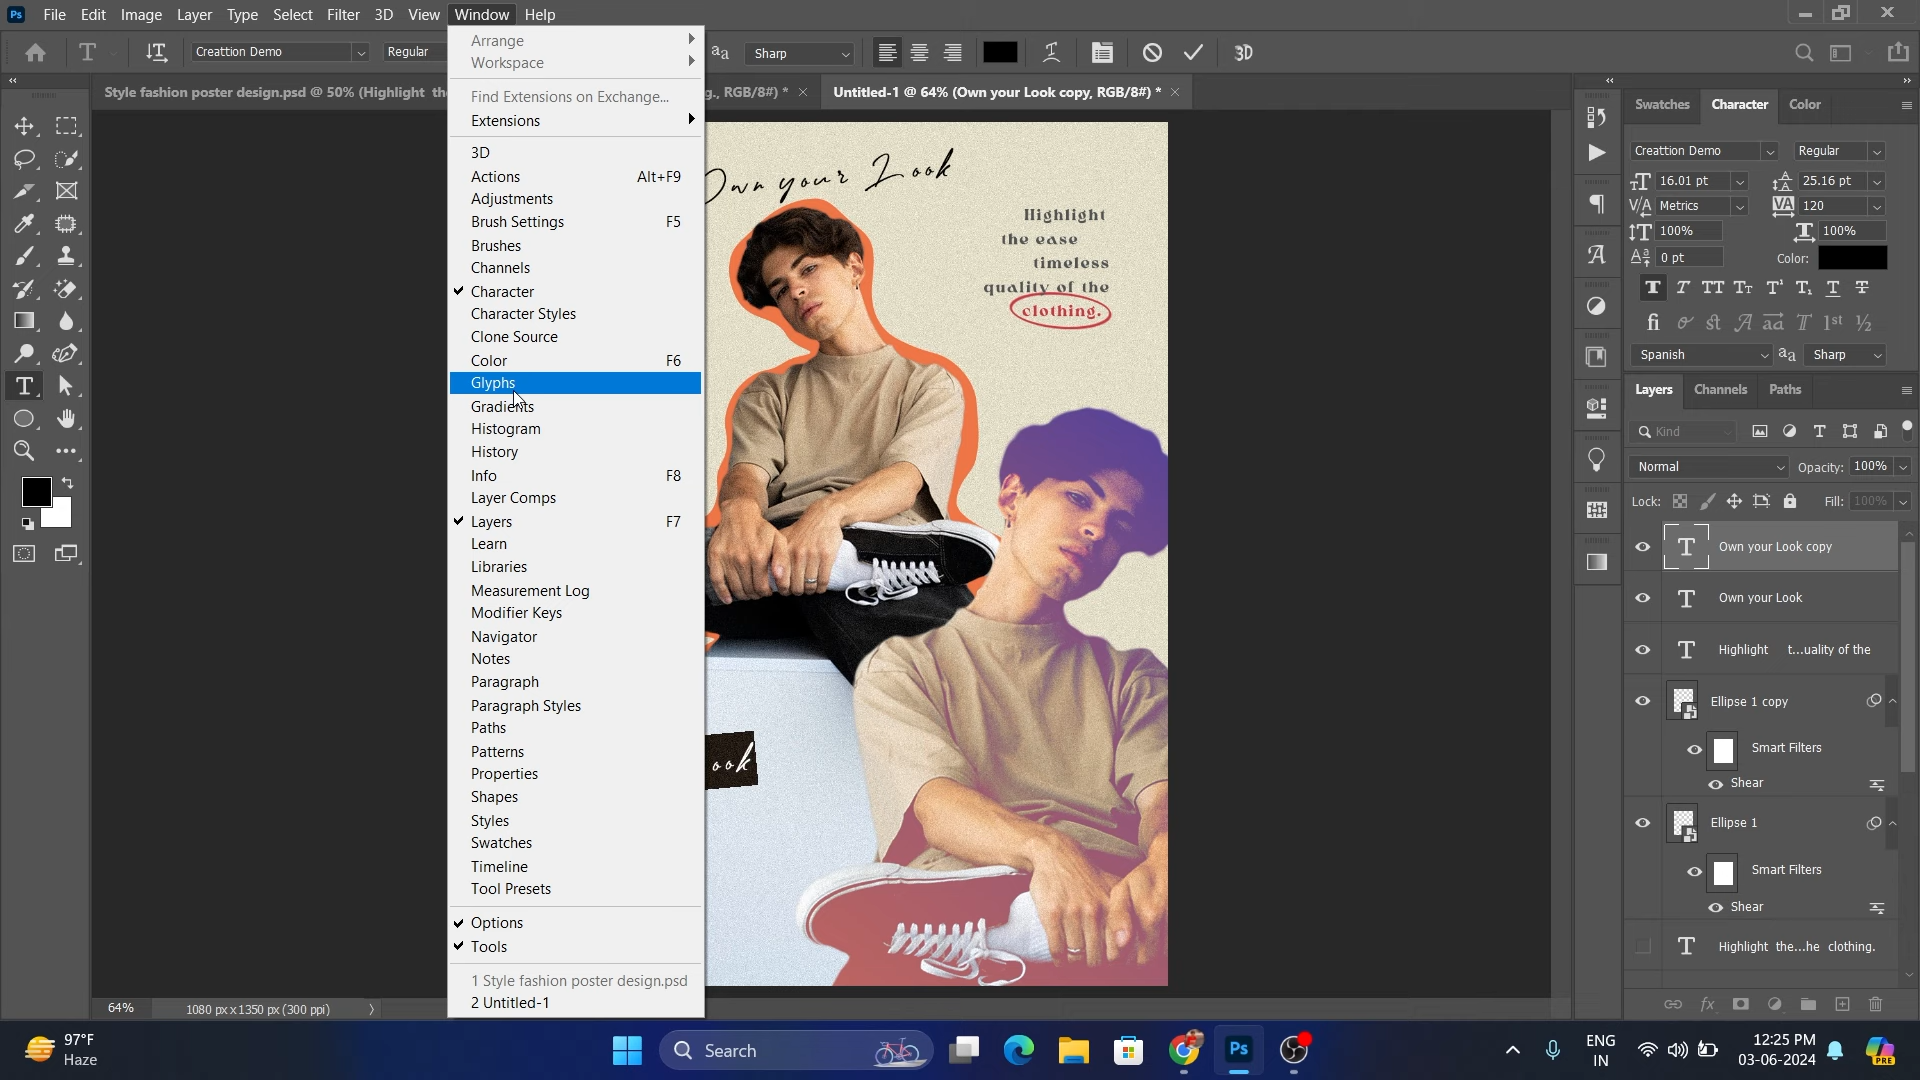 Ps File Edit Image Layer Type Select Filter 3D View Window Help
Creattion Demo Regular Sharp 3D
Style fashion poster design.psd @ 50% (Highlight the
g., RGB/8#) *
Untitled-1 @ 64% (Own your Look copy, RGB/8#) *
Arrange
Workspace
Find Extensions on Exchange...
Extensions
3D
Actions Alt+F9
Adjustments
Brush Settings F5
Brushes
Channels
Character
Character Styles
Clone Source
Color F6
Glyphs
Gradients
Histogram
History
Info F8
Layer Comps
Layers F7
Learn
Libraries
Measurement Log
Modifier Keys
Navigator
Notes
Paragraph
Paragraph Styles
Paths
Patterns
Properties
Shapes
Styles
Swatches
Timeline
Tool Presets
Options
Tools
1 Style fashion poster design.psd
2 Untitled-1
Own your Look
Highlight
the ease
timeless
quality of the
clothing.
ook
Swatches Character Color
Creattion Demo Regular
16.01 pt 25.16 pt
Metrics 120
100% 100%
0 pt Color:
Spanish Sharp
Layers Channels Paths
Kind
Normal Opacity: 100%
Lock: Fill: 100%
Own your Look copy
Own your Look
Highlight t...uality of the
Ellipse 1 copy
Smart Filters
Shear
Ellipse 1
Smart Filters
Shear
Highlight the...he clothing.
64% 1080 px x 1350 px (300 ppi)
97°F
Haze
Search
Ps
PRE
ENG
IN
12:25 PM
03-06-2024